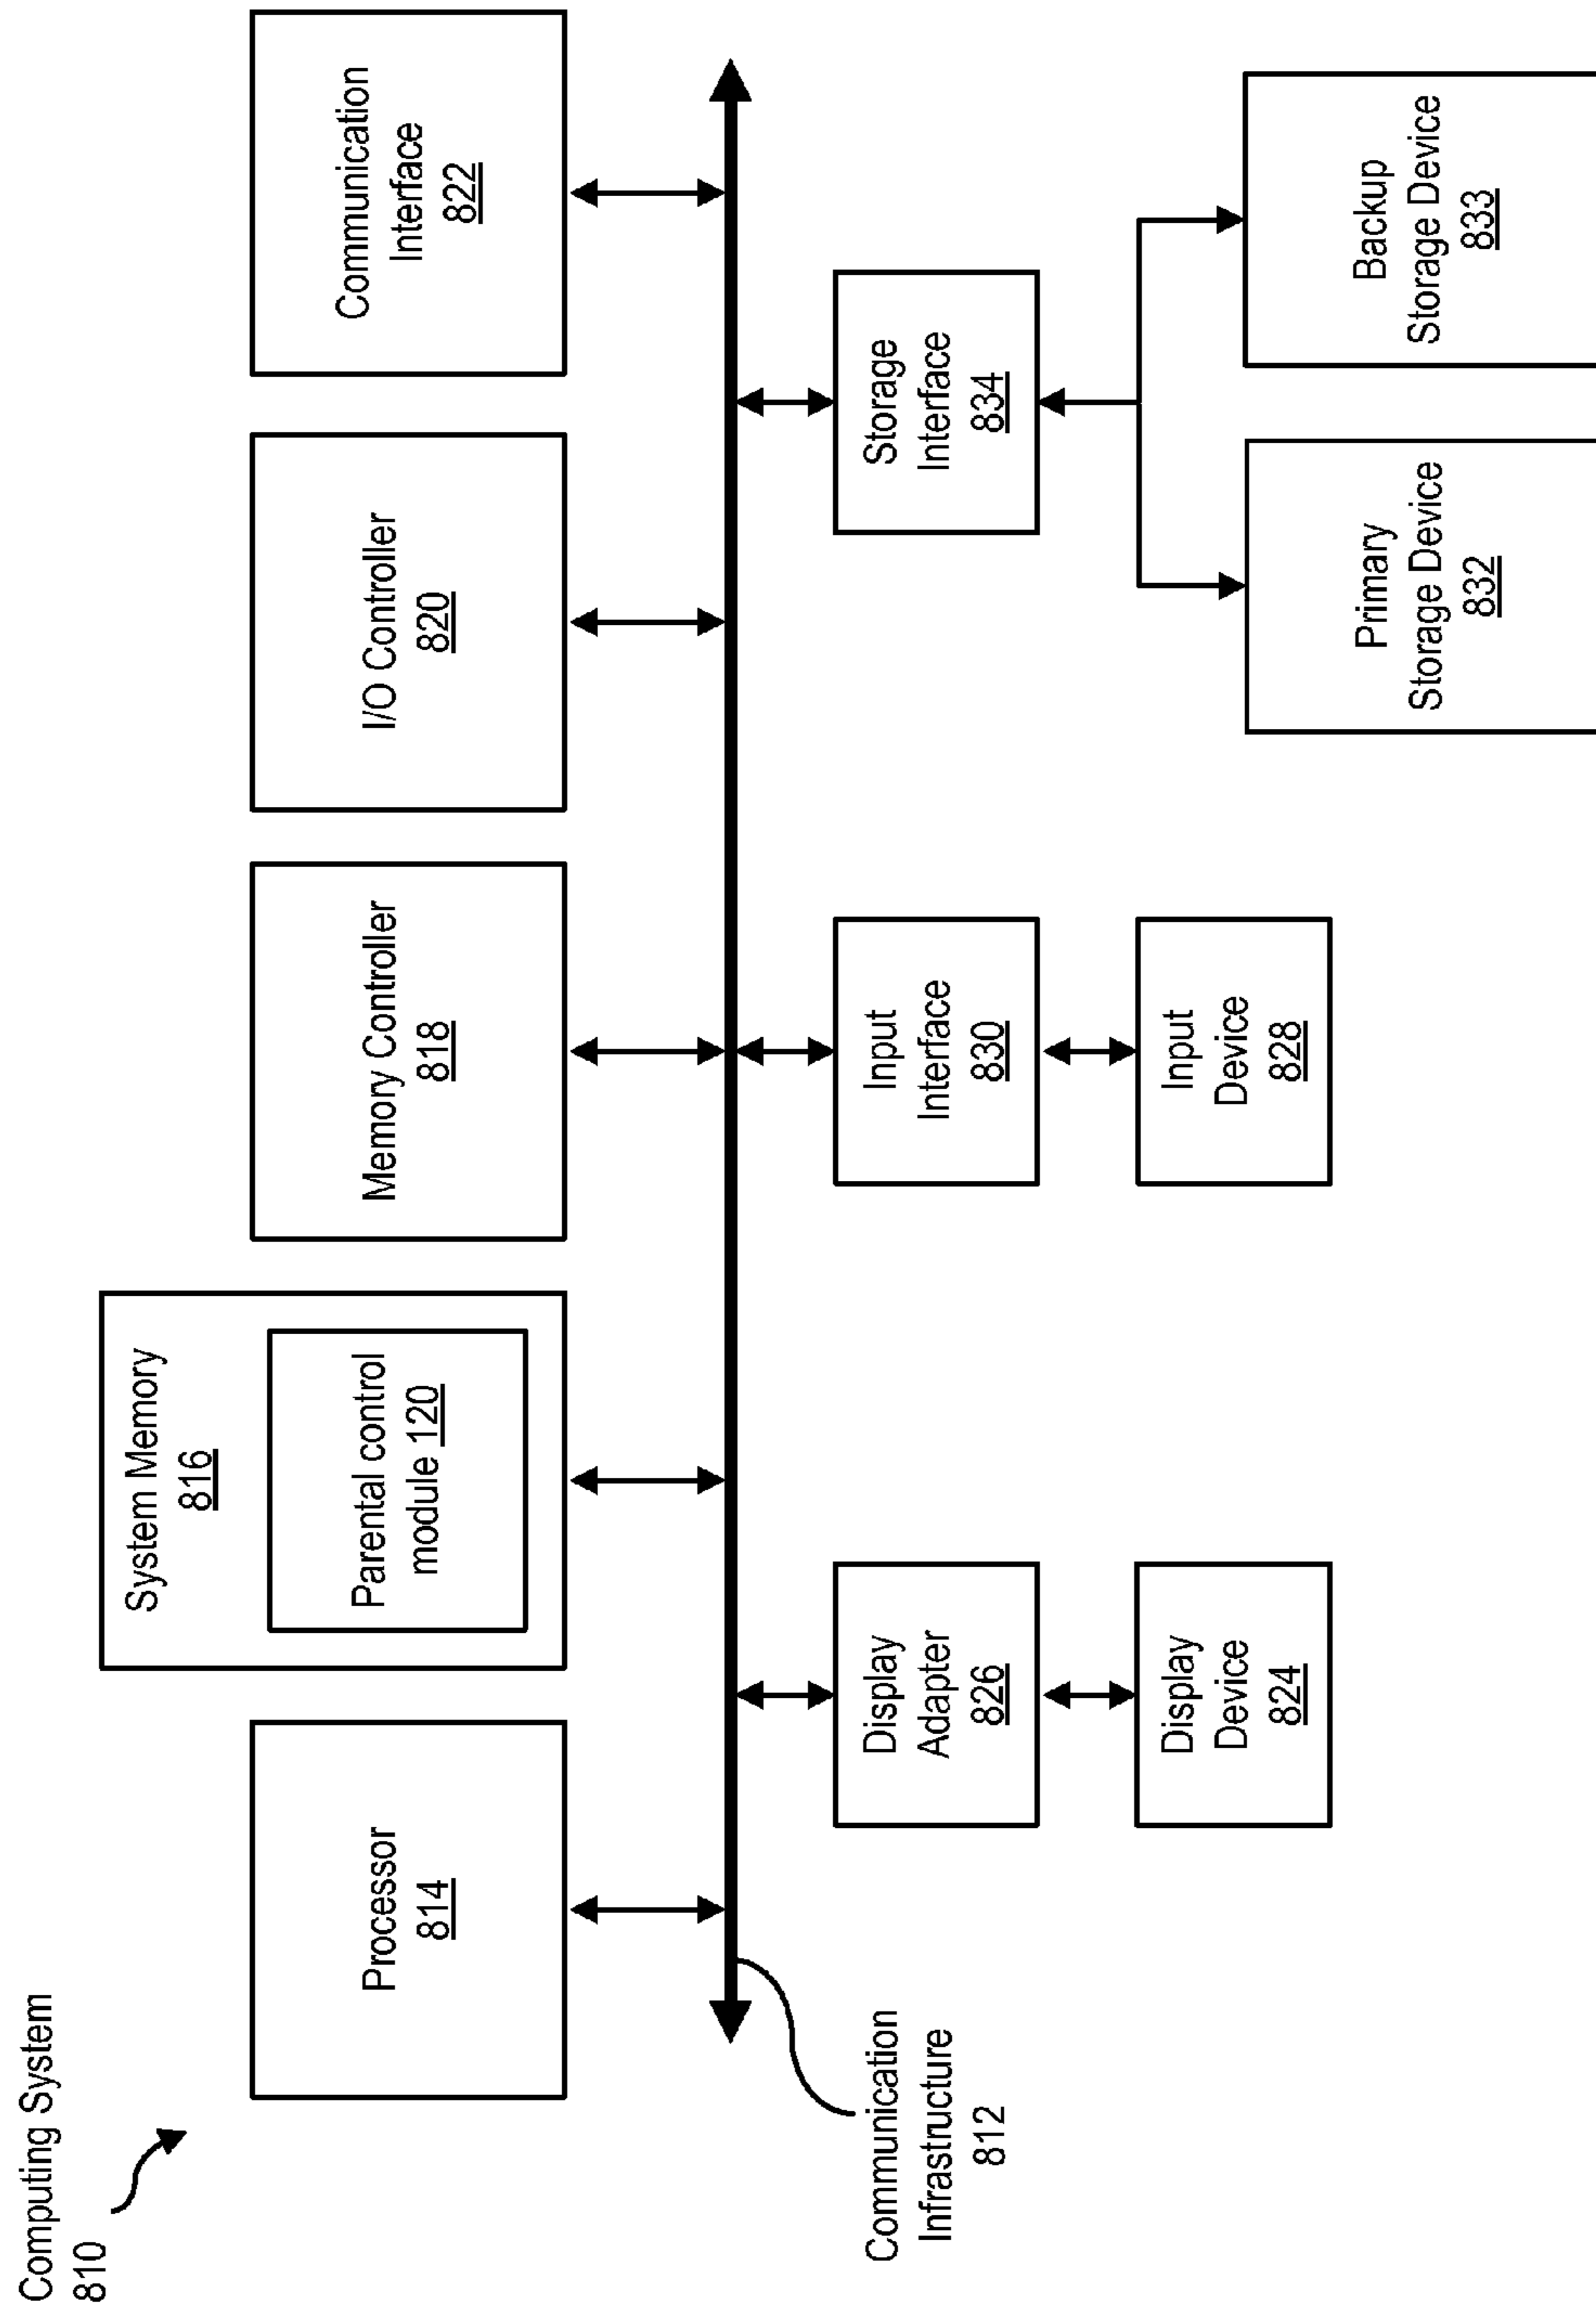 Computing System
810
Processor
814
System Memory
816
Parental control
module 120
Memory Controller
818
I/O Controller
820
Communication
Interface
822
Communication
Infrastructure
812
Display
Adapter
826
Input
Interface
830
Storage
Interface
834
Display
Device
824
Input
Device
828
Primary
Storage Device
832
Backup
Storage Device
833